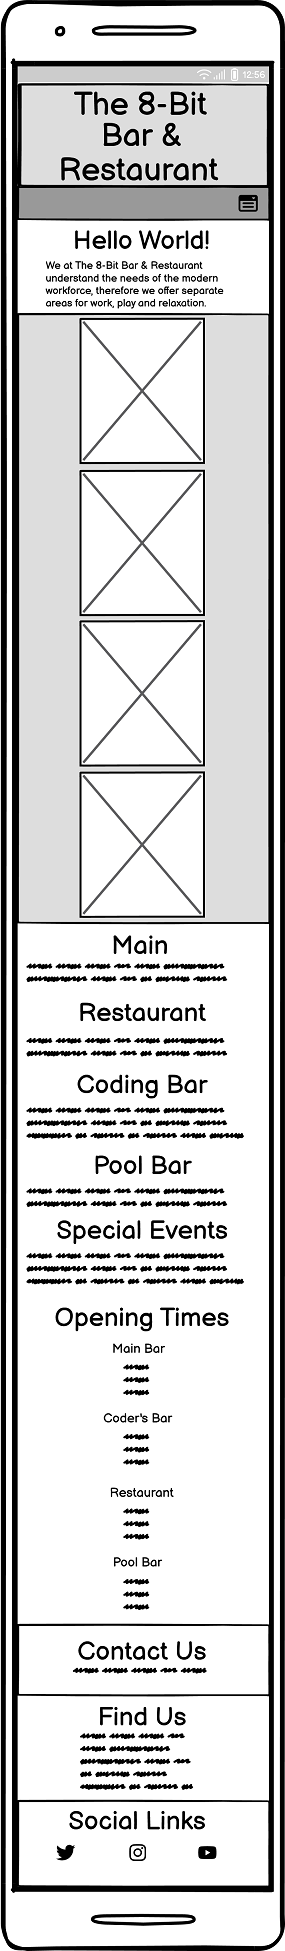 12:56
The 8-Bit
Bar &
Restaurant
Hello World!
We at The 8-Bit Bar & Restaurant
understand the needs of the modern
workforce, therefore we offer separate
areas for work, play and relaxation.
Main
Restaurant
Coding Bar
Pool Bar
Special Events
Opening Times
Main Bar
Coder's Bar
Restaurant
Pool Bar
Contact Us
Find Us
Social Links